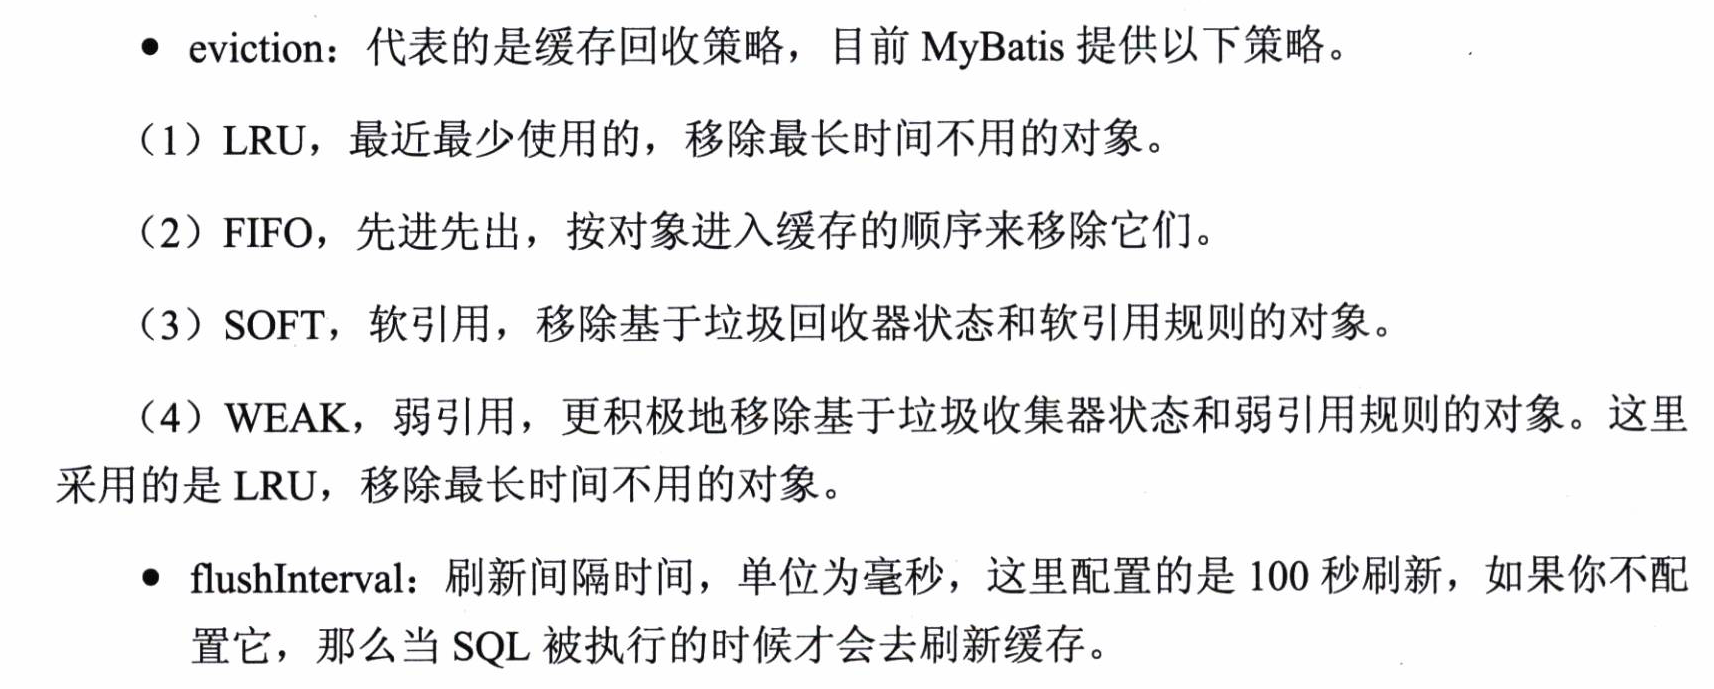 • eviction：代表的是缓存回收策略，目前 MyBatis 提供以下策略。
（1）LRU，最近最少使用的，移除最长时间不用的对象。
（2）FIFO，先进先出，按对象进入缓存的顺序来移除它们。
（3）SOFT，软引用，移除基于垃圾回收器状态和软引用规则的对象。
（4）WEAK，弱引用，更积极地移除基于垃圾收集器状态和弱引用规则的对象。这里
采用的是 LRU，移除最长时间不用的对象。
• flushInterval：刷新间隔时间，单位为毫秒，这里配置的是 100 秒刷新，如果你不配
置它，那么当 SQL 被执行的时候才会去刷新缓存。